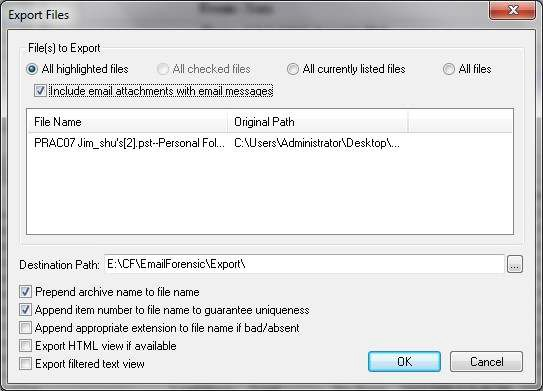 Export Files
File(s) to Export
All highlighted files All checked files All currently listed files All files
Include email attachments with email messages
File Name Original Path
PRAC07 Jim_shu's[2].pst--Personal Fol... C:\Users\Administrator\Desktop\...
Destination Path: E:\CF\EmailForensic\Export\ ...
Prepend archive name to file name
Append item number to file name to guarantee uniqueness
Append appropriate extension to file name if bad/absent
Export HTML view if available
Export filtered text view
OK Cancel